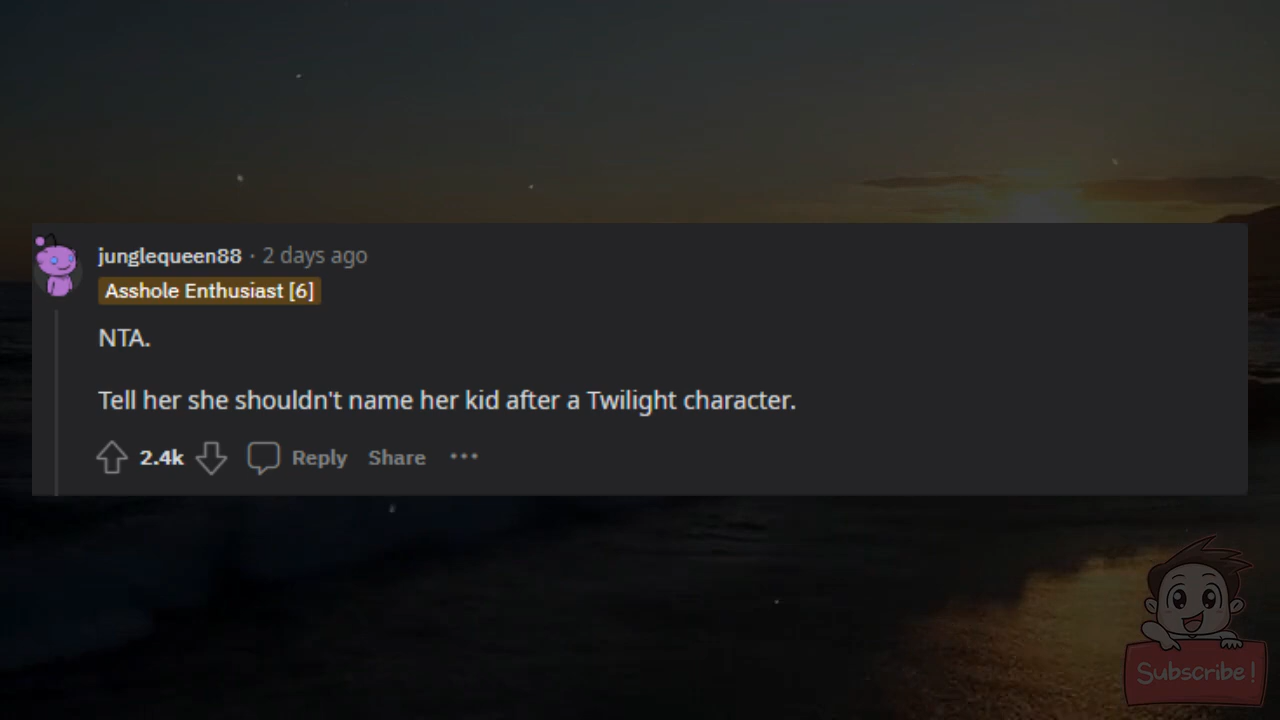 junglequeen88 · 2 days ago
Asshole Enthusiast [6]
NTA.
Tell her she shouldn't name her kid after a Twilight character.
2.4k Reply Share ···
Subscribe!